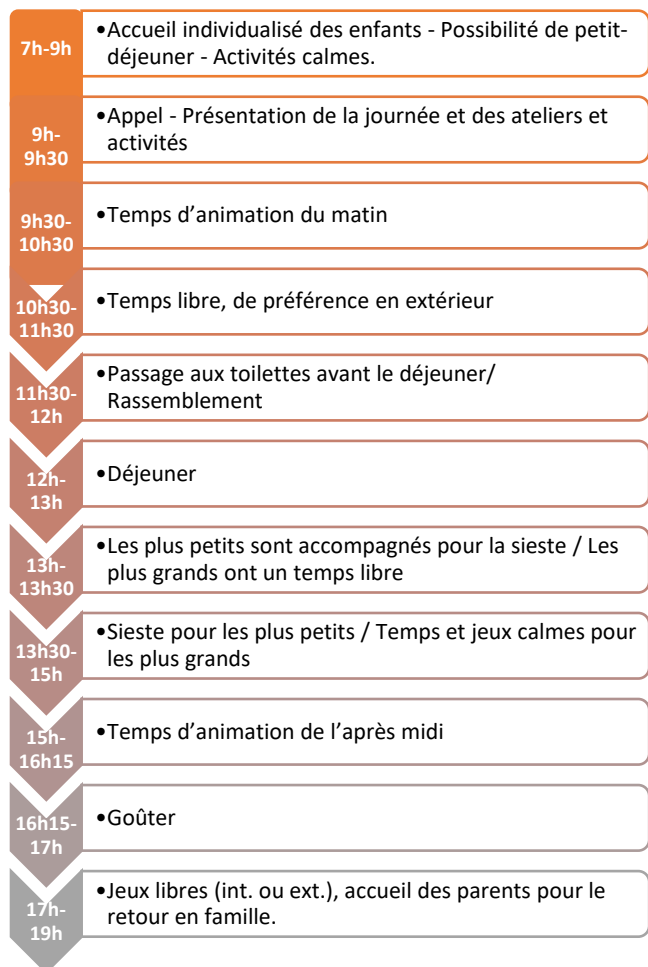 7h-9h
•Accueil individualisé des enfants - Possibilité de petit-
déjeuner - Activités calmes.
9h-
9h30
•Appel - Présentation de la journée et des ateliers et
activités
9h30-
10h30
•Temps d’animation du matin
10h30-
11h30
•Temps libre, de préférence en extérieur
11h30-
12h
•Passage aux toilettes avant le déjeuner/
Rassemblement
12h-
13h
•Déjeuner
13h-
13h30
•Les plus petits sont accompagnés pour la sieste / Les
plus grands ont un temps libre
13h30-
15h
•Sieste pour les plus petits / Temps et jeux calmes pour
les plus grands
15h-
16h15
•Temps d’animation de l’après midi
16h15-
17h
•Goûter
17h-
19h
•Jeux libres (int. ou ext.), accueil des parents pour le
retour en famille.